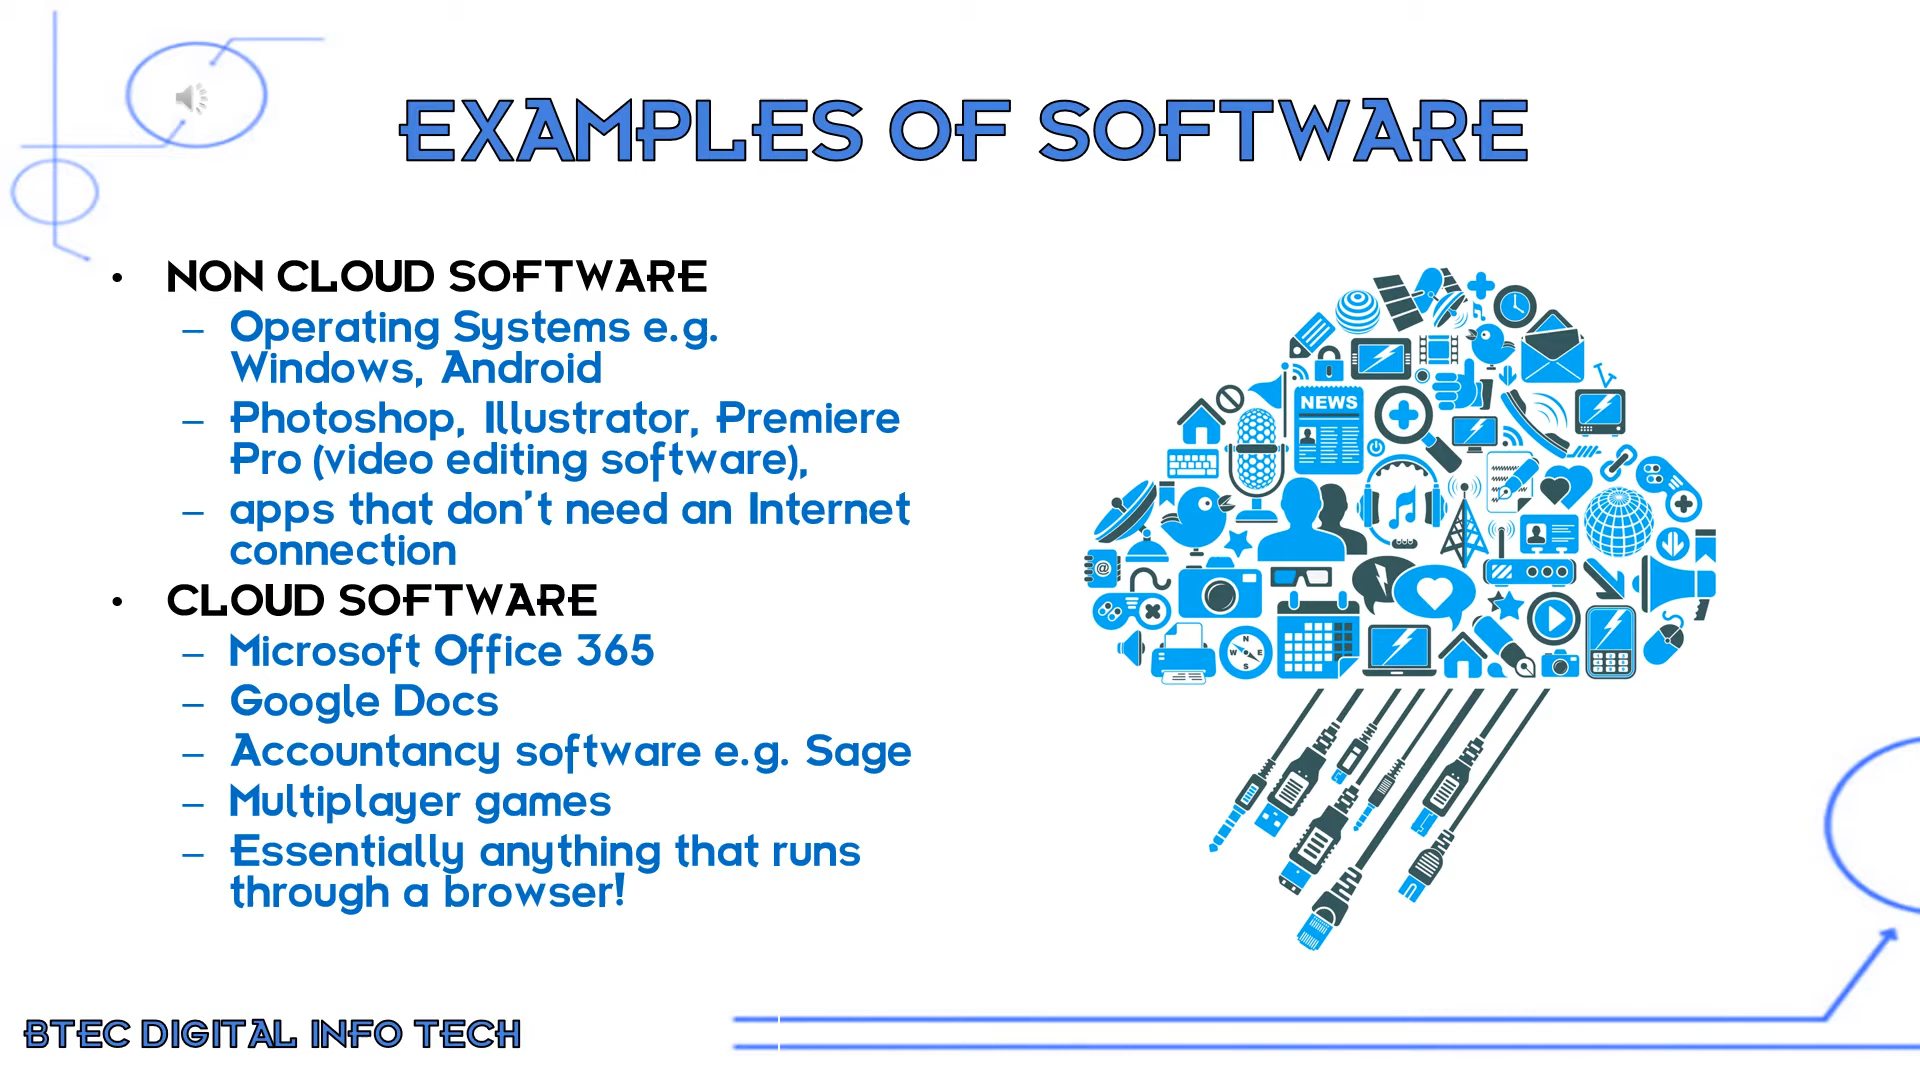 EXAMPLES OF SOFTWARE
• NON CLOUD SOFTWARE
– Operating Systems e.g.
Windows, Android
– Photoshop, Illustrator, Premiere
Pro (video editing software),
– apps that don't need an Internet
connection
• CLOUD SOFTWARE
– Microsoft Office 365
– Google Docs
– Accountancy software e.g. Sage
– Multiplayer games
– Essentially anything that runs
through a browser!
NEWS
@
N
W E
S
BTEC DIGITAL INFO TECH